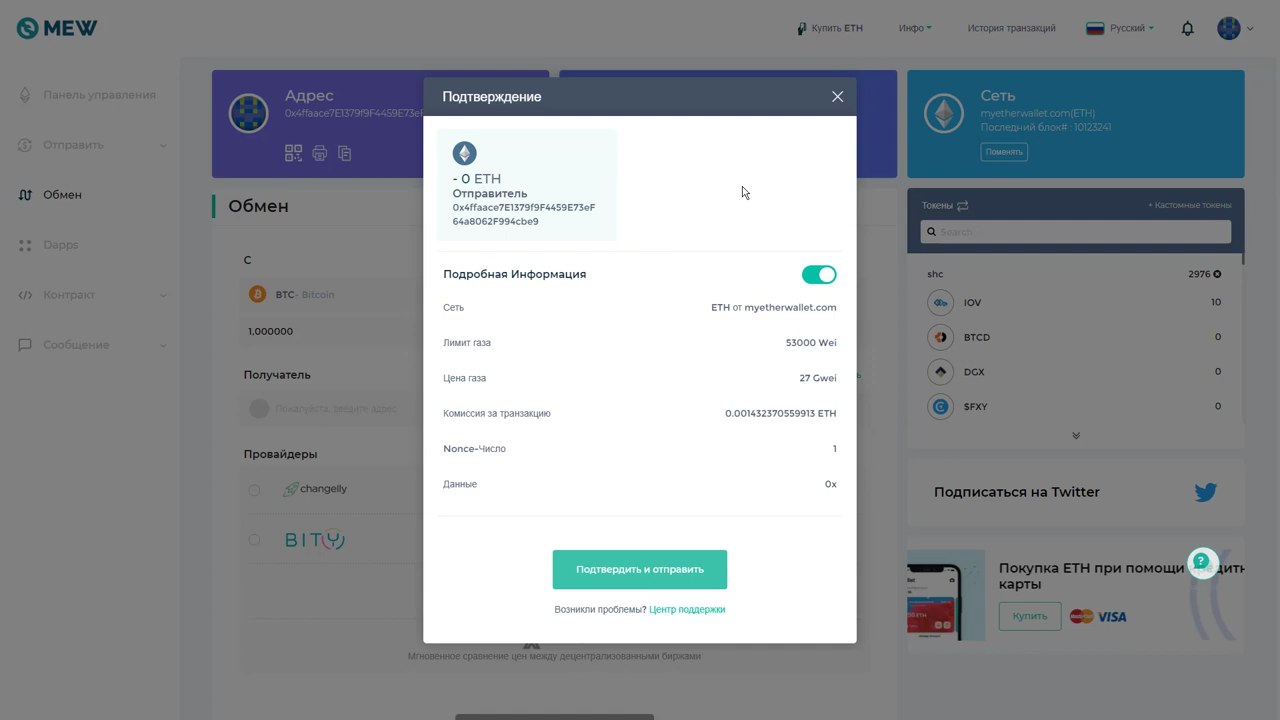 MEW
Купить ETH
Инфо
История транзакций
Русский
Панель управления
Отправить
Обмен
Dapps
Контракт
Сообщение
Адрес
0x4ffaace7E1379f9F4459E73eF
Сеть
myetherwallet.com(ETH)
Последний блок# : 10123241
Поменять
Обмен
С
BTC - Bitcoin
1,000000
Получатель
Пожалуйста, введите адрес
Провайдеры
changelly
BITY
Мгновенное сравнение цен между децентрализованными биржами
Подтверждение
- 0 ETH
Отправитель
0x4ffaace7E1379f9F4459E73eF
64a8062F994cbe9
Подробная Информация
Сеть
ETH от myetherwallet.com
Лимит газа
53000 Wei
Цена газа
27 Gwei
Комиссия за транзакцию
0.001432370559913 ETH
Nonce-Число
1
Данные
0x
Подтвердить и отправить
Возникли проблемы? Центр поддержки
Токены
+ Кастомные токены
Search
shc
2976
IOV
10
BTCD
0
DGX
0
$FXY
0
Подписаться на Twitter
Покупка ETH при помощи
карты
Купить
VISA
?